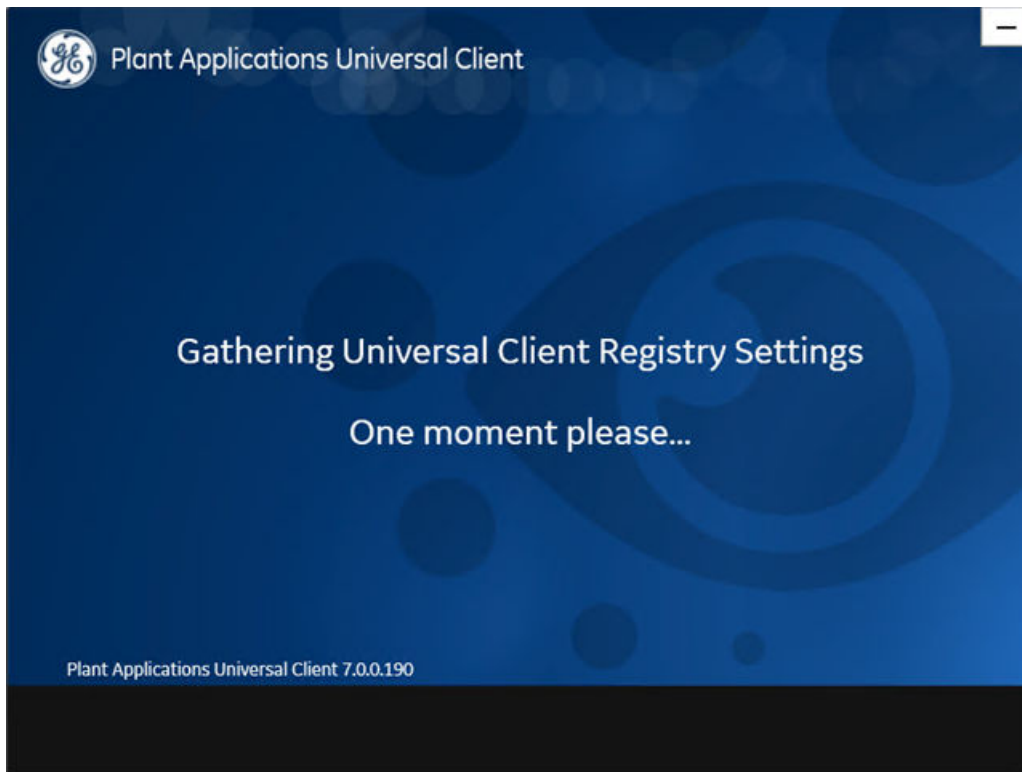 GE Plant Applications Universal Client
Gathering Universal Client Registry Settings
One moment please...
Plant Applications Universal Client 7.0.0.190